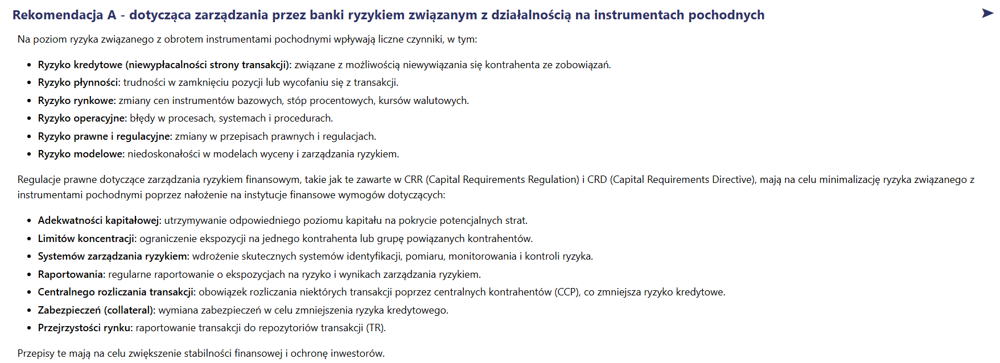 Rekomendacja A - dotycząca zarządzania przez banki ryzykiem związanym z działalnością na instrumentach pochodnych
Na poziom ryzyka związanego z obrotem instrumentami pochodnymi wpływają liczne czynniki, w tym:
• Ryzyko kredytowe (niewypłacalności strony transakcji): związane z możliwością niewywiązania się kontrahenta ze zobowiązań.
• Ryzyko płynności: trudności w zamknięciu pozycji lub wycofaniu się z transakcji.
• Ryzyko rynkowe: zmiany cen instrumentów bazowych, stóp procentowych, kursów walutowych.
• Ryzyko operacyjne: błędy w procesach, systemach i procedurach.
• Ryzyko prawne i regulacyjne: zmiany w przepisach prawnych i regulacjach.
• Ryzyko modelowe: niedoskonałości w modelach wyceny i zarządzania ryzykiem.
Regulacje prawne dotyczące zarządzania ryzykiem finansowym, takie jak te zawarte w CRR (Capital Requirements Regulation) i CRD (Capital Requirements Directive), mają na celu minimalizację ryzyka związanego z
instrumentami pochodnymi poprzez nałożenie na instytucje finansowe wymogów dotyczących:
• Adekwatności kapitałowej: utrzymywanie odpowiedniego poziomu kapitału na pokrycie potencjalnych strat.
• Limitów koncentracji: ograniczenie ekspozycji na jednego kontrahenta lub grupę powiązanych kontrahentów.
• Systemów zarządzania ryzykiem: wdrożenie skutecznych systemów identyfikacji, pomiaru, monitorowania i kontroli ryzyka.
• Raportowania: regularne raportowanie o ekspozycjach na ryzyko i wynikach zarządzania ryzykiem.
• Centralnego rozliczania transakcji: obowiązek rozliczania niektórych transakcji poprzez centralnych kontrahentów (CCP), co zmniejsza ryzyko kredytowe.
• Zabezpieczeń (collateral): wymiana zabezpieczeń w celu zmniejszenia ryzyka kredytowego.
• Przejrzystości rynku: raportowanie transakcji do repozytoriów transakcji (TR).
Przepisy te mają na celu zwiększenie stabilności finansowej i ochronę inwestorów.